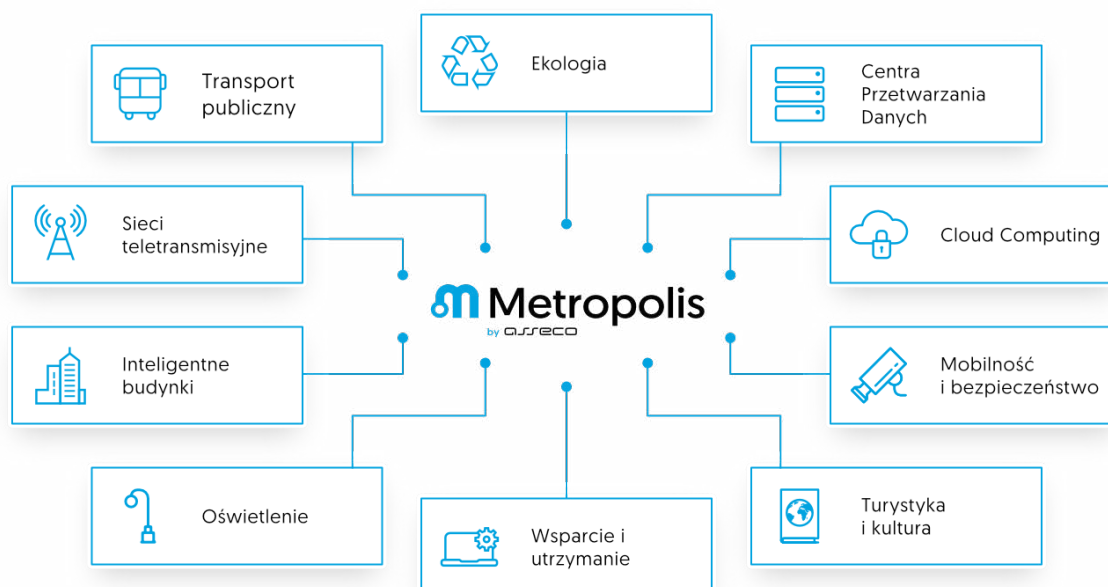 Ekologia
Transport
publiczny
Centra
Przetwarzania
Danych
Sieci
teletransmisyjne
Cloud Computing
m Metropolis
by asseco
Inteligentne
budynki
Mobilność
i bezpieczeństwo
Oświetlenie
Turystyka
i kultura
Wsparcie i
utrzymanie